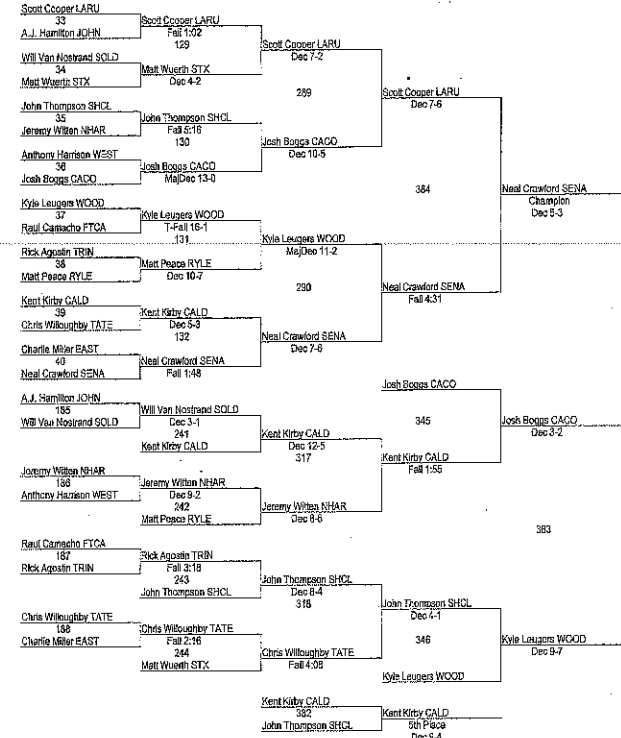 Scott Cooper LARU
33
A.J. Hamilton JOHN
Scott Cooper LARU
Fall 1:02
129
Will Van Nostrand SOLD
34
Matt Wuerth STX
Matt Wuerth STX
Dec 4-2
Scott Cooper LARU
Dec 7-2
289
John Thompson SHCL
35
Jeremy Witten NHAR
John Thompson SHCL
Fall 5:16
130
Anthony Harrison WEST
36
Josh Boggs CACO
Josh Boggs CACO
MajDec 13-0
Josh Boggs CACO
Dec 10-5
Scott Cooper LARU
Dec 7-6
384
Kyle Leugers WOOD
37
Raul Camacho FTCA
Kyle Leugers WOOD
T-Fall 16-1
131
Rick Agostin TRIN
38
Matt Peace RYLE
Matt Peace RYLE
Dec 10-7
Kyle Leugers WOOD
MajDec 11-2
290
Kent Kirby CALD
39
Chris Willoughby TATE
Kent Kirby CALD
Dec 5-3
132
Charlie Miller EAST
40
Neal Crawford SENA
Neal Crawford SENA
Fall 1:48
Neal Crawford SENA
Dec 7-6
Neal Crawford SENA
Fall 4:31
Neal Crawford SENA
Champion
Dec 5-3
A.J. Hamilton JOHN
185
Will Van Nostrand SOLD
Will Van Nostrand SOLD
Dec 3-1
241
Kent Kirby CALD
Kent Kirby CALD
Dec 12-5
317
Jeremy Witten NHAR
186
Anthony Harrison WEST
Jeremy Witten NHAR
Dec 9-2
242
Matt Peace RYLE
Jeremy Witten NHAR
Dec 8-6
Josh Boggs CACO
345
Kent Kirby CALD
Fall 1:55
Josh Boggs CACO
Dec 3-2
383
Raul Camacho FTCA
187
Rick Agostin TRIN
Rick Agostin TRIN
Fall 3:18
243
John Thompson SHCL
John Thompson SHCL
Dec 8-4
318
Chris Willoughby TATE
188
Charlie Miller EAST
Chris Willoughby TATE
Fall 2:16
244
Matt Wuerth STX
Chris Willoughby TATE
Fall 4:08
John Thompson SHCL
Dec 4-1
346
Kyle Leugers WOOD
Kyle Leugers WOOD
Dec 9-7
Kent Kirby CALD
382
John Thompson SHCL
Kent Kirby CALD
5th Place
Dec 9-4